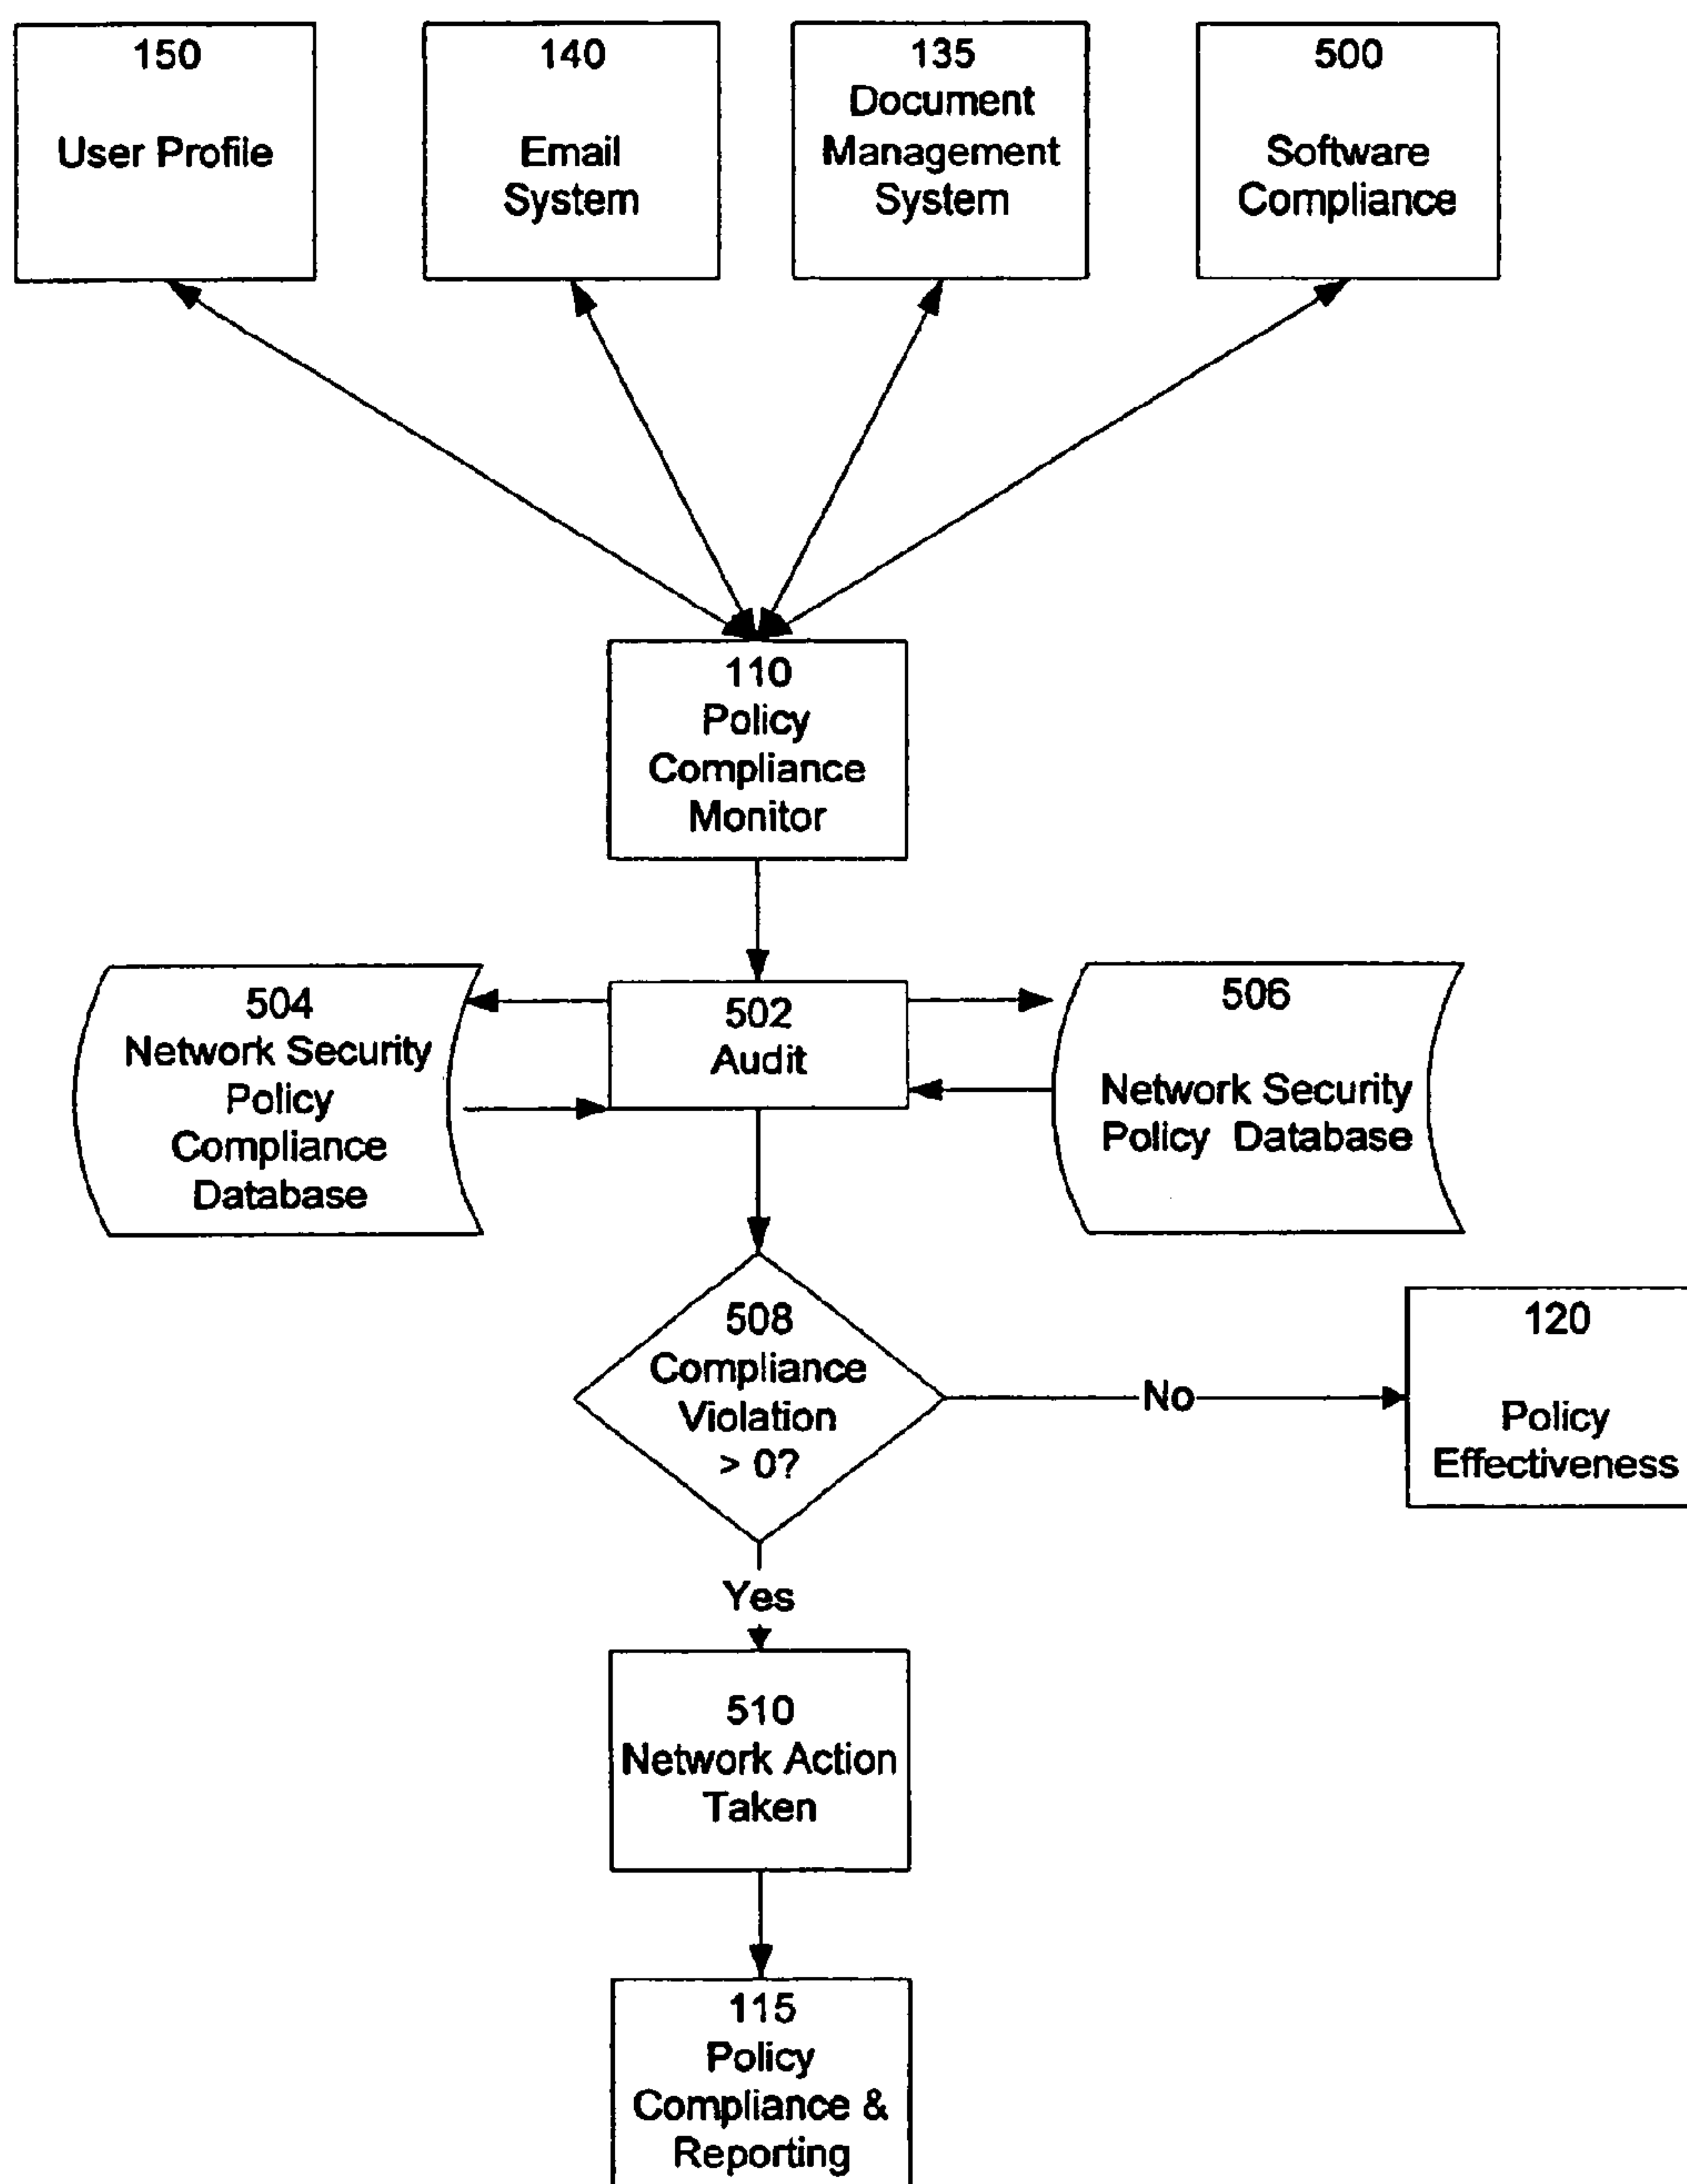 150
User Profile
140
Email
System
135
Document
Management
System
500
Software
Compliance
110
Policy
Compliance
Monitor
504
Network Security
Policy
Compliance
Database
502
Audit
506
Network Security
Policy Database
508
Compliance
Violation
> 0?
No
120
Policy
Effectiveness
Yes
510
Network Action
Taken
115
Policy
Compliance &
Reporting